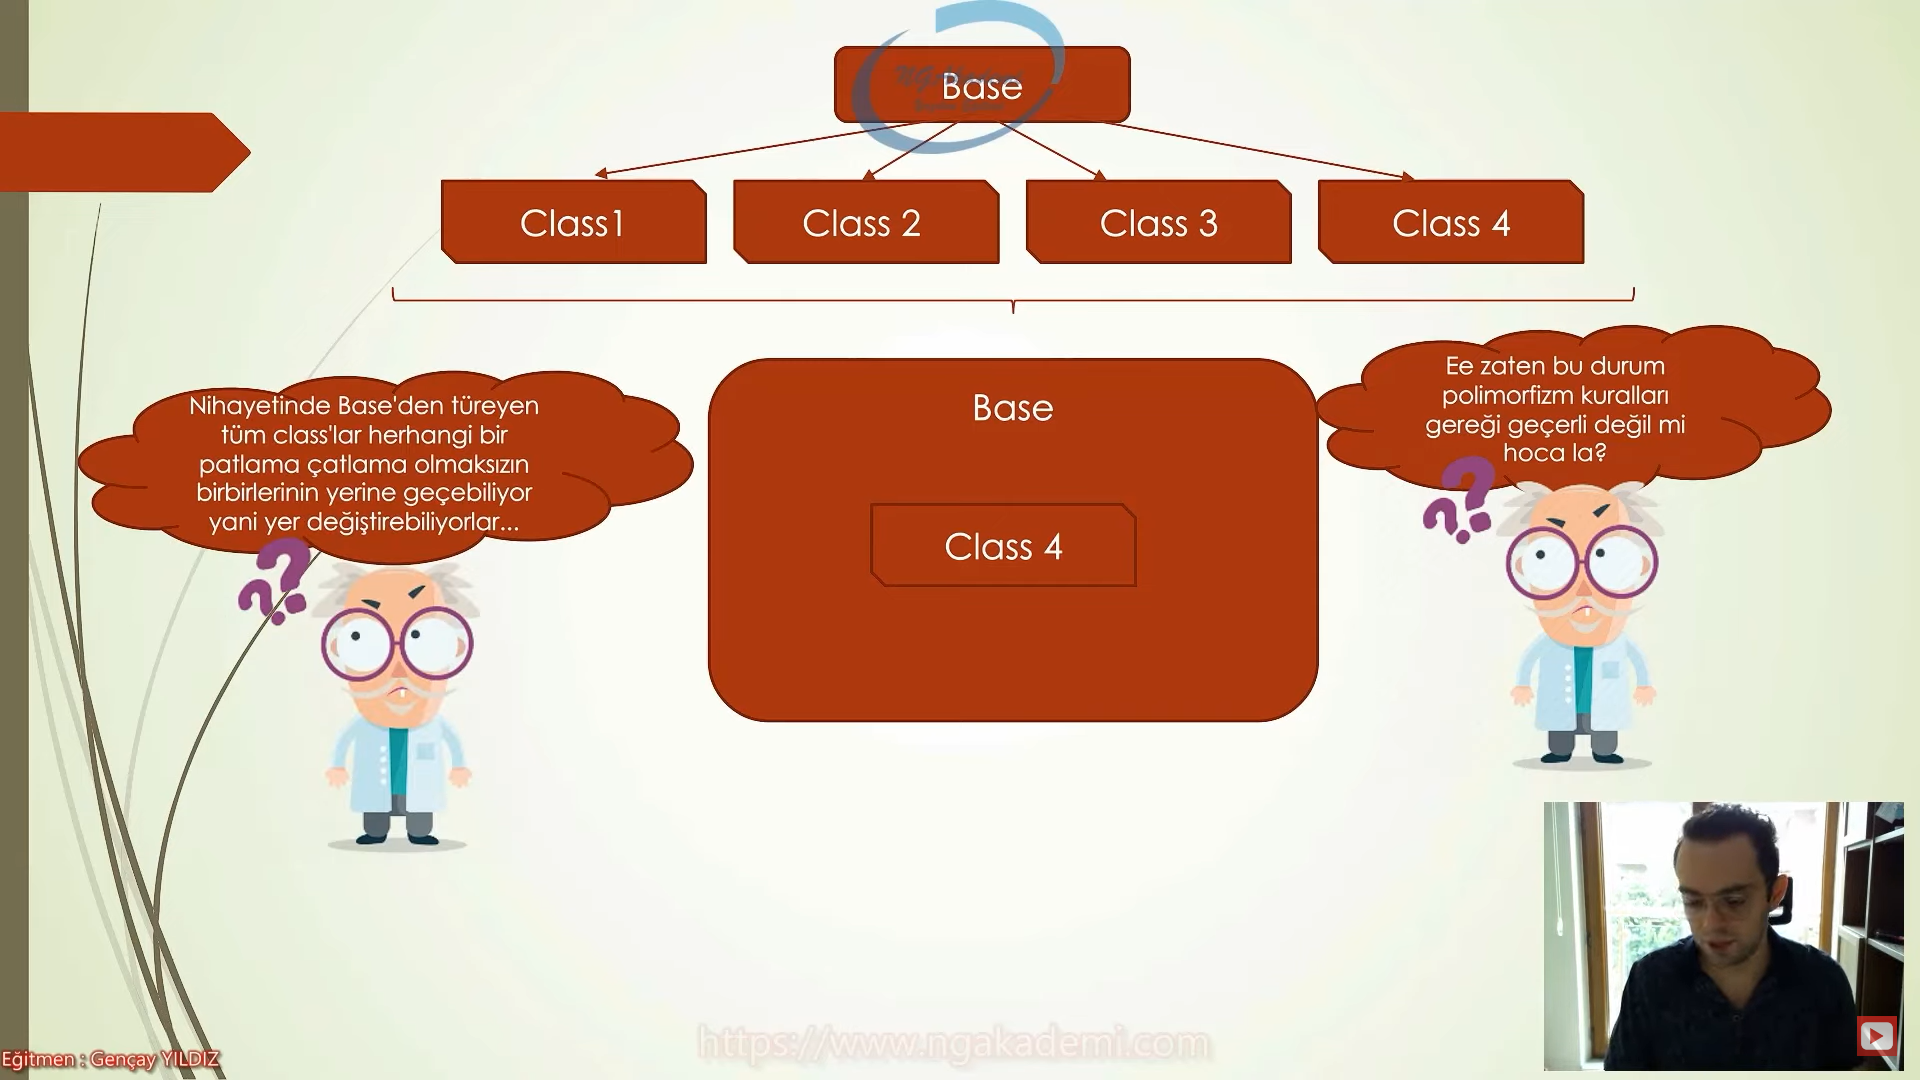 Base
NG Akademi
Class1
Class 2
Class 3
Class 4
Nihayetinde Base'den türeyen
tüm class'lar herhangi bir
patlama çatlama olmaksızın
birbirlerinin yerine geçebiliyor
yani yer değiştirebiliyorlar...
Base
Class 4
Ee zaten bu durum
polimorfizm kuralları
gereği geçerli değil mi
hoca la?
??
??
https://www.ngakademi.com
Eğitmen : Gençay YILDIZ